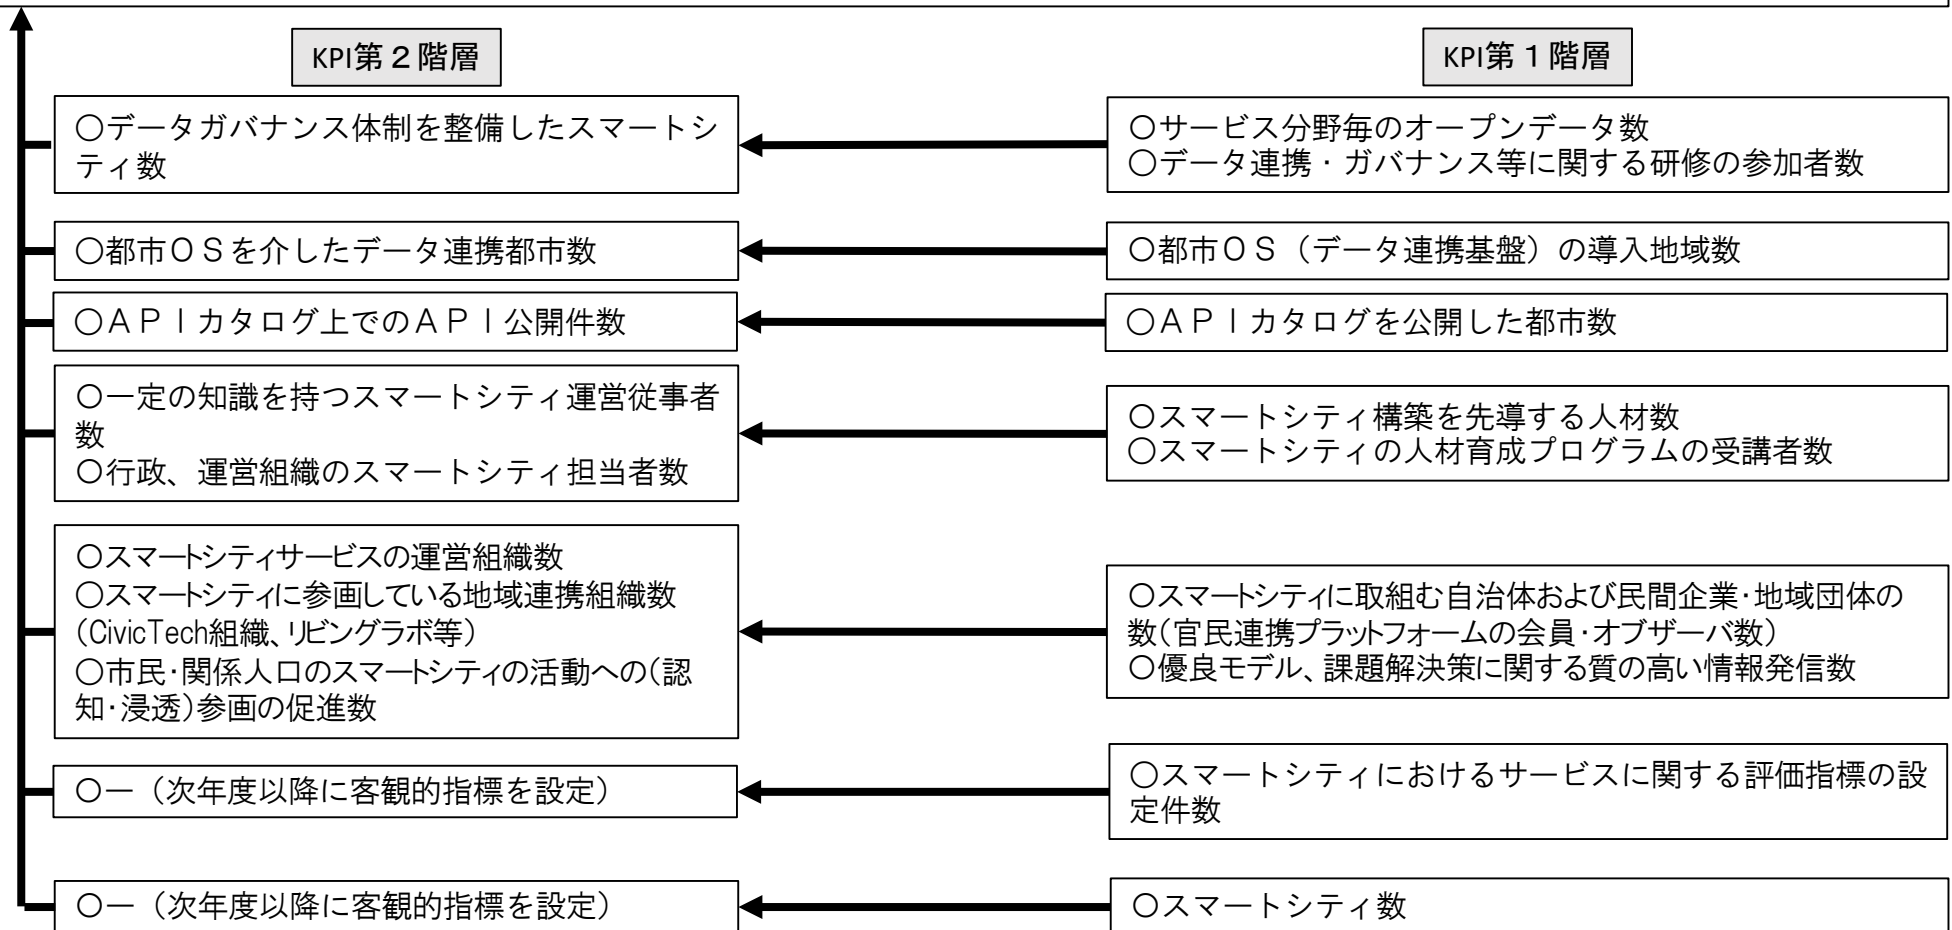 KPI第２階層
KPI第１階層
〇データガバナンス体制を整備したスマートシ
ティ数
〇サービス分野毎のオープンデータ数
〇データ連携・ガバナンス等に関する研修の参加者数
〇都市ＯＳを介したデータ連携都市数
〇都市ＯＳ（データ連携基盤）の導入地域数
〇ＡＰＩカタログ上でのＡＰＩ公開件数
〇ＡＰＩカタログを公開した都市数
〇一定の知識を持つスマートシティ運営従事者
数
〇行政、運営組織のスマートシティ担当者数
〇スマートシティ構築を先導する人材数
〇スマートシティの人材育成プログラムの受講者数
〇スマートシティサービスの運営組織数
〇スマートシティに参画している地域連携組織数
（CivicTech組織、リビングラボ等）
〇市民・関係人口のスマートシティの活動への（認
知・浸透）参画の促進数
〇スマートシティに取組む自治体および民間企業・地域団体の
数（官民連携プラットフォームの会員・オブザーバ数）
〇優良モデル、課題解決策に関する質の高い情報発信数
〇ー（次年度以降に客観的指標を設定）
〇スマートシティにおけるサービスに関する評価指標の設
定件数
〇ー（次年度以降に客観的指標を設定）
〇スマートシティ数